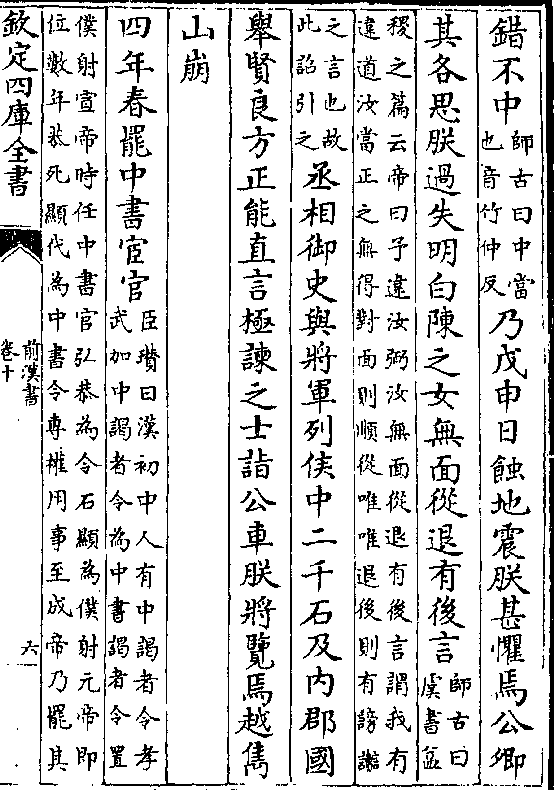 錯不中師古曰中當也音竹仲反乃戊申日蝕地震朕甚懼焉公卿
其各思朕過失明白陳之女無面從退有後言師古曰虞書益
稷之篇云帝曰予違汝弼汝無面從退有後言謂我有違道汝當正之無得對面則順從唯唯退後則有謗讟
之言也故此詔引之丞相御史與將軍列侯中二千石及內郡國
舉賢良方正能直言極諫之士詣公車朕將覽焉越雋
山崩
四年春罷中書宦官臣瓚曰漢初中人有中謁者令孝武加中謁者令為中書謁者令置
僕射宣帝時任中書官弘恭為令石顯為僕射元帝即位數年恭死顯代為中書令專權用事至成帝乃罷其
欽定四庫全書
前漢書
卷十
六